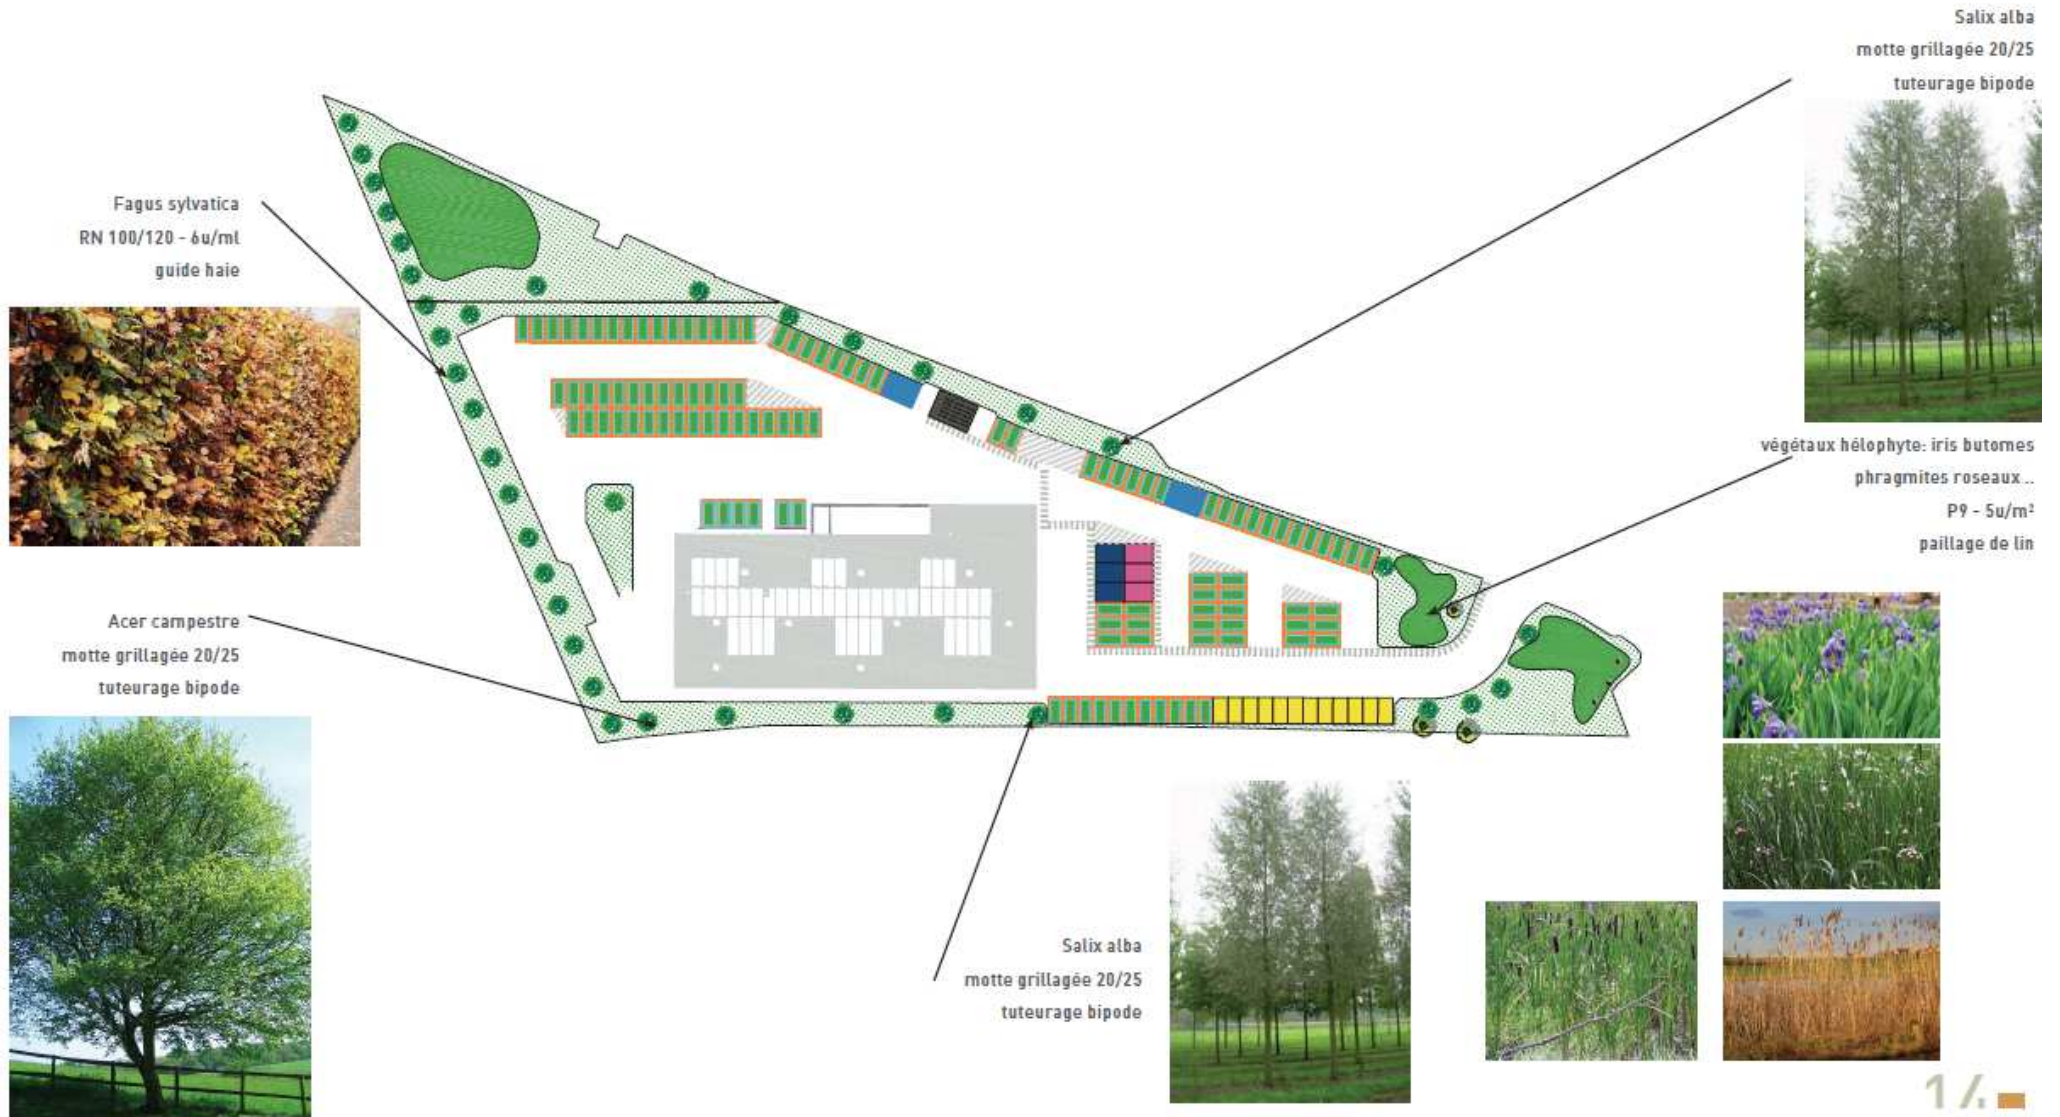 Salix alba
motte grillagée 20/25
tuteurage bipode
Fagus sylvatica
RN 100/120 - 6u/ml
guide haie
végétaux hélophyte: iris butomes
phragmites roseaux ..
P9 - 5u/m²
paillage de lin
Acer campestre
motte grillagée 20/25
tuteurage bipode
Salix alba
motte grillagée 20/25
tuteurage bipode